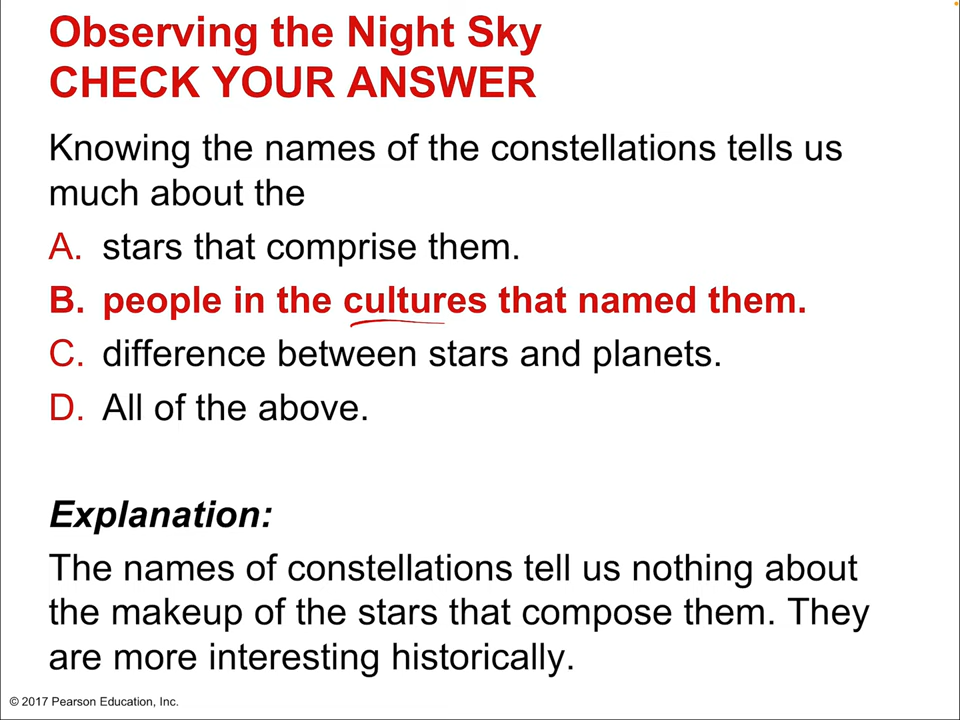 Observing the Night Sky
CHECK YOUR ANSWER
Knowing the names of the constellations tells us
much about the
A. stars that comprise them.
B. people in the cultures that named them.
C. difference between stars and planets.
D. All of the above.
Explanation:
The names of constellations tell us nothing about
the makeup of the stars that compose them. They
are more interesting historically.
© 2017 Pearson Education, Inc.